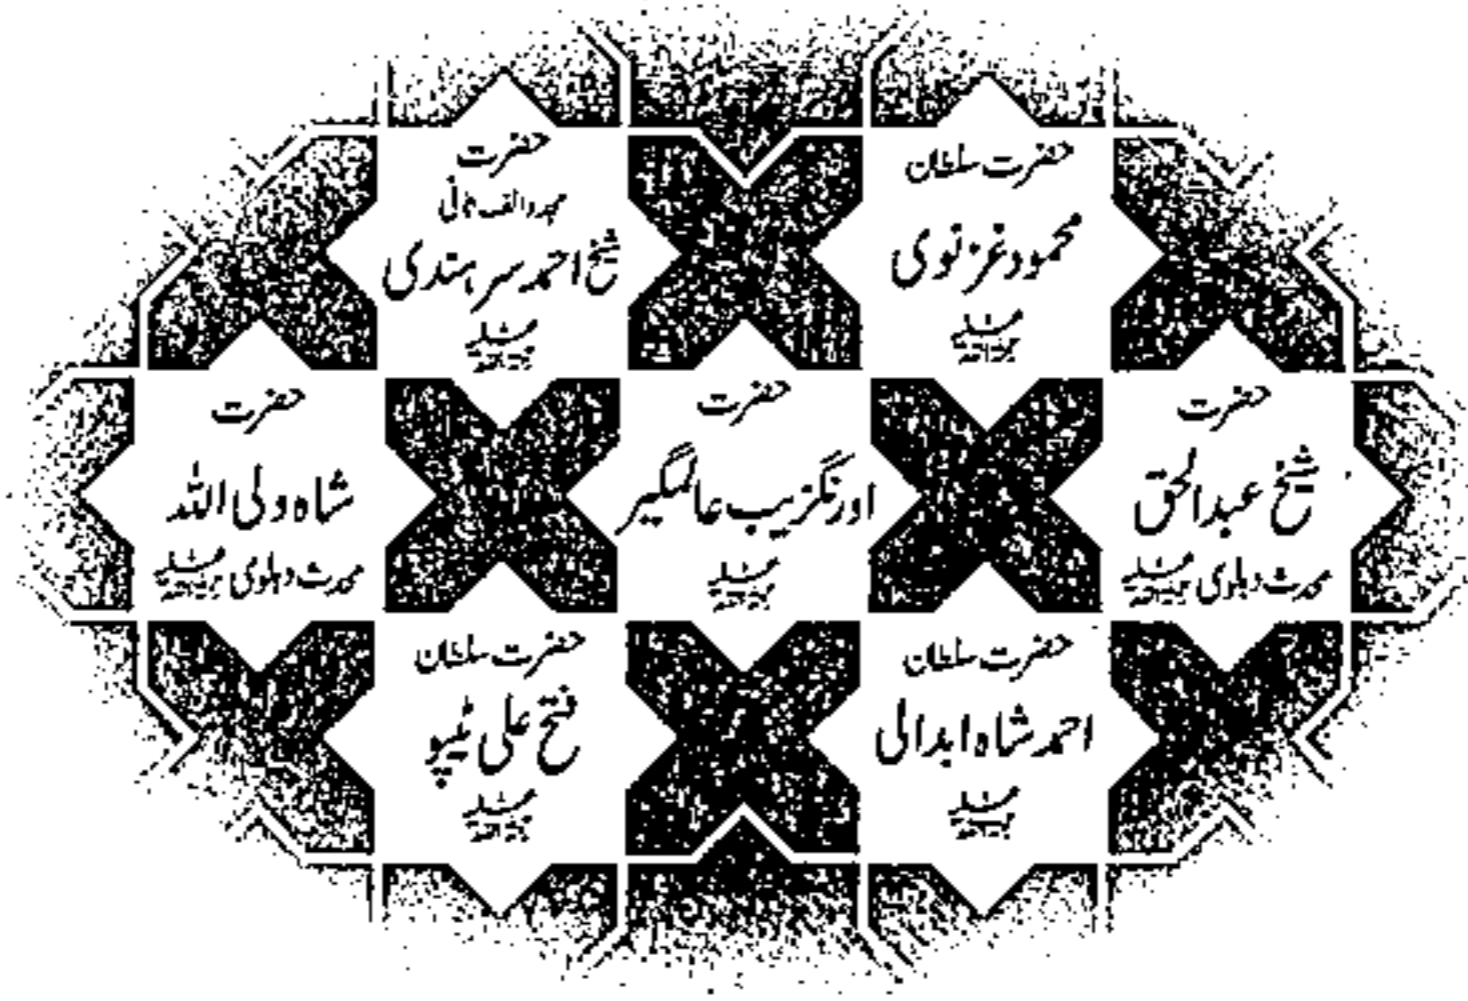 حضرت سلطان
محمود غزنوی
رحمۃ اللہ علیہ
حضرت
مجدد الف ثانی
شیخ احمد سرہندی
رحمۃ اللہ علیہ
حضرت
شیخ عبدالحق
محدث دہلوی رحمۃ اللہ علیہ
حضرت
اورنگزیب عالمگیر
رحمۃ اللہ علیہ
حضرت
شاہ ولی اللہ
محدث دہلوی رحمۃ اللہ علیہ
حضرت سلطان
احمد شاہ ابدالی
رحمۃ اللہ علیہ
حضرت سلطان
فتح علی ٹیپو
رحمۃ اللہ علیہ